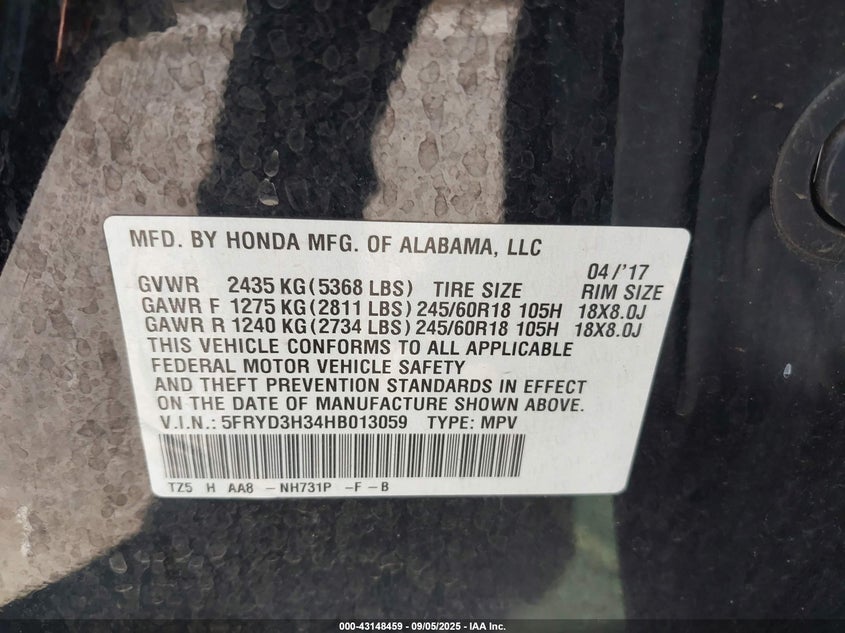 MFD. BY HONDA MFG. OF ALABAMA, LLC
04/'17
GVWR 2435 KG (5368 LBS) TIRE SIZE RIM SIZE
GAWR F 1275 KG (2811 LBS) 245/60R18 105H 18X8.0J
GAWR R 1240 KG (2734 LBS) 245/60R18 105H 18X8.0J
THIS VEHICLE CONFORMS TO ALL APPLICABLE
FEDERAL MOTOR VEHICLE SAFETY
AND THEFT PREVENTION STANDARDS IN EFFECT
ON THE DATE OF MANUFACTURE SHOWN ABOVE.
V.I.N.: 5FRYD3H34HB013059 TYPE: MPV
TZ5 H AA8 - NH731P -F - B
000-43148459 - 09/05/2025 - IAA Inc.